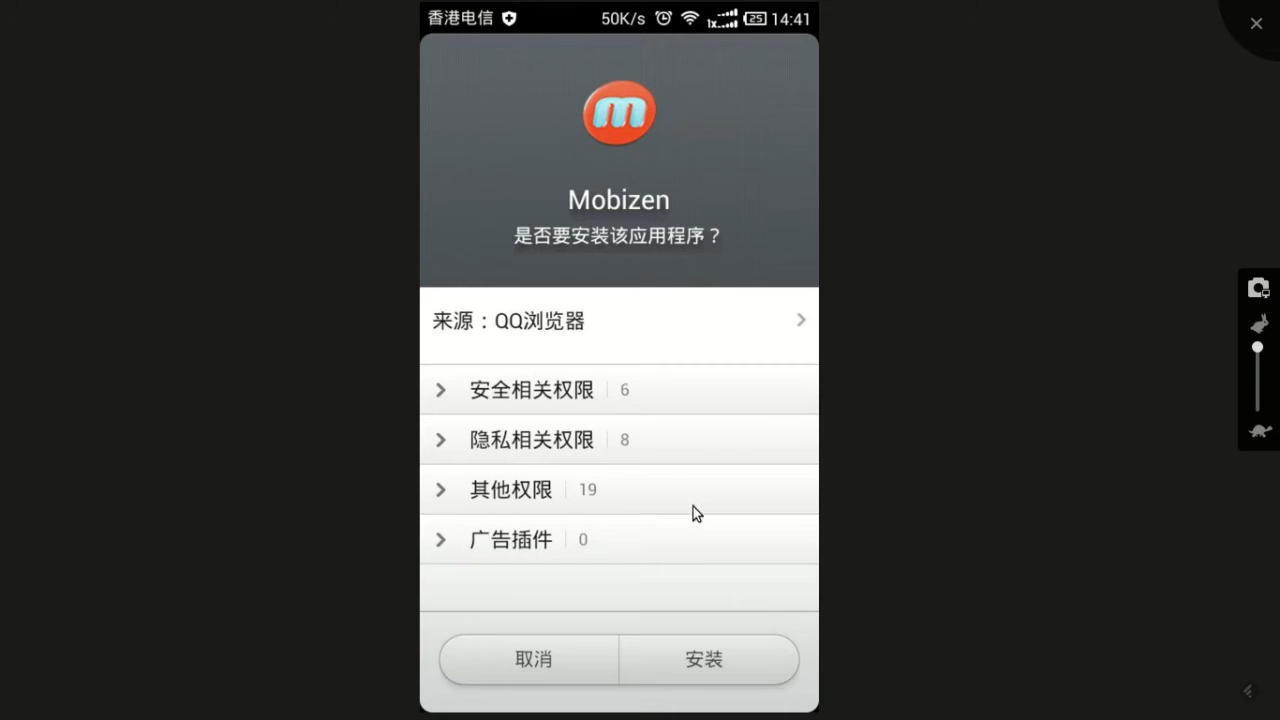 香港电信 50K/s 1x 25 14:41
m
Mobizen
是否要安装该应用程序？
来源：QQ浏览器
安全相关权限 6
隐私相关权限 8
其他权限 19
广告插件 0
取消 安装